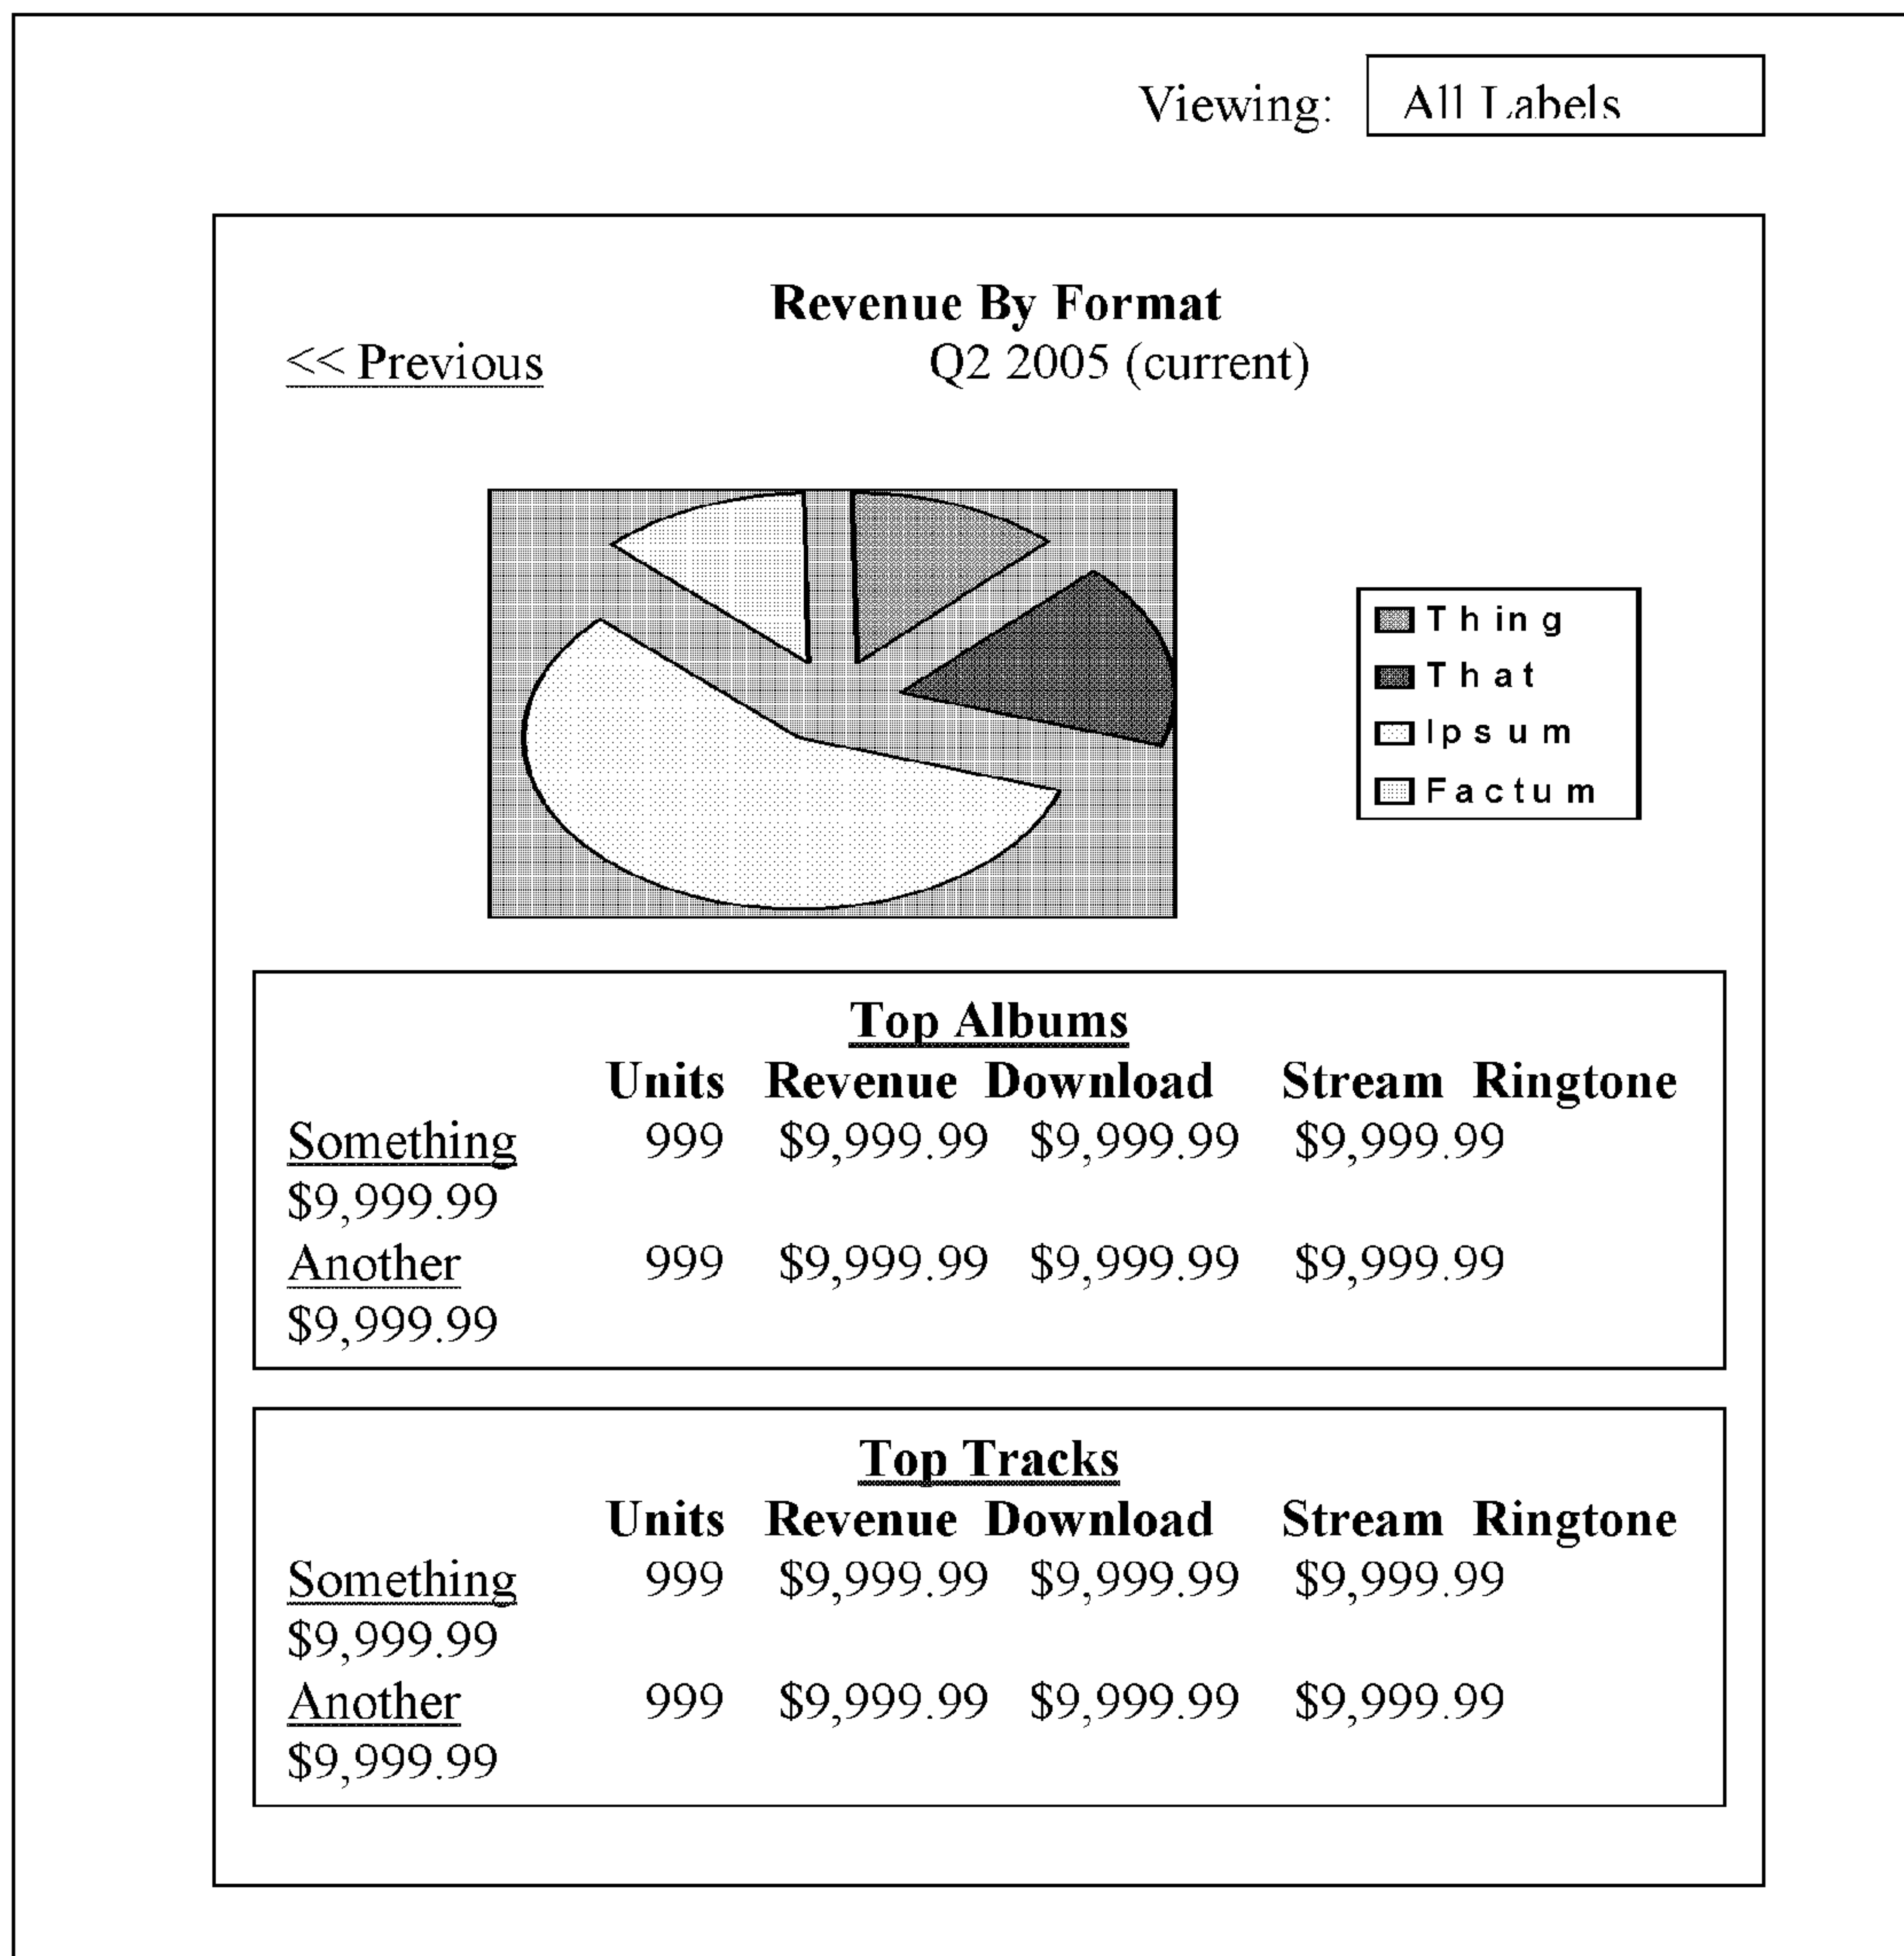 Viewing: All Labels
Revenue By Format
<< Previous Q2 2005 (current)
Thing
That
Ipsum
Factum
Top Albums
Units Revenue Download Stream Ringtone
Something 999 $9,999.99 $9,999.99 $9,999.99
$9,999.99
Another 999 $9,999.99 $9,999.99 $9,999.99
$9,999.99
Top Tracks
Units Revenue Download Stream Ringtone
Something 999 $9,999.99 $9,999.99 $9,999.99
$9,999.99
Another 999 $9,999.99 $9,999.99 $9,999.99
$9,999.99